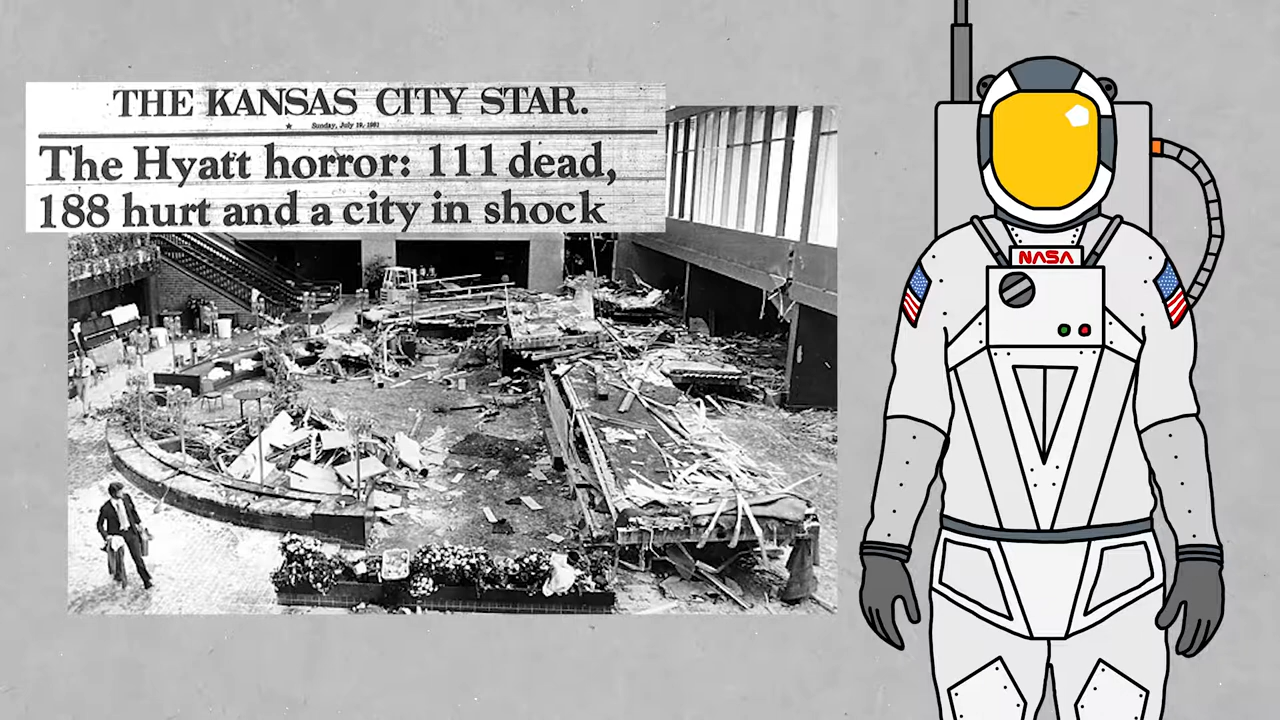 THE KANSAS CITY STAR.
★ Sunday, July 19, 1981
The Hyatt horror: 111 dead,
188 hurt and a city in shock
NASA